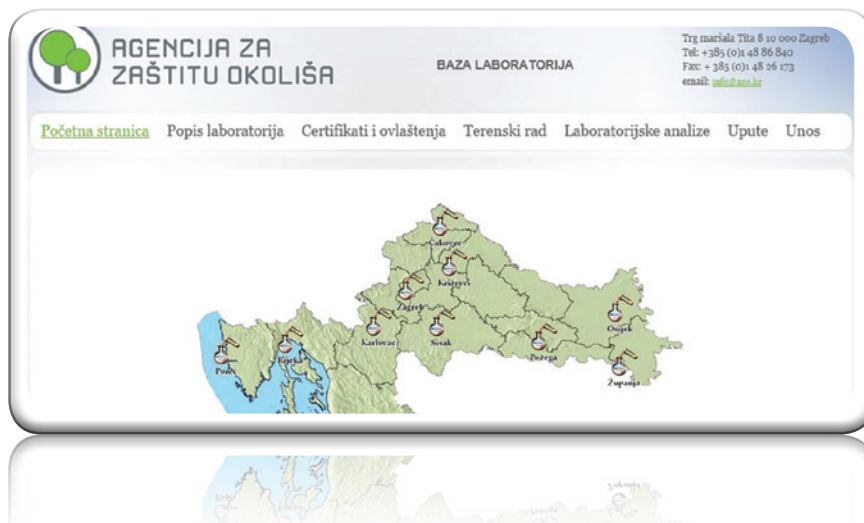 AGENCIJA ZA
ZAŠTITU OKOLIŠA
BAZA LABORATORIJA
Trg maršala Tita 8 10 000 Zagreb
Tel: +385 (0)1 48 86 840
Fax: + 385 (0)1 48 26 173
email: info@azo.hr
Početna stranica Popis laboratorija Certifikati i ovlaštenja Terenski rad Laboratorijske analize Upute Unos
Čakovec
Križevci
Zagreb
Karlovac
Sisak
Osijek
Požega
Poreč
Rijeka
Županja